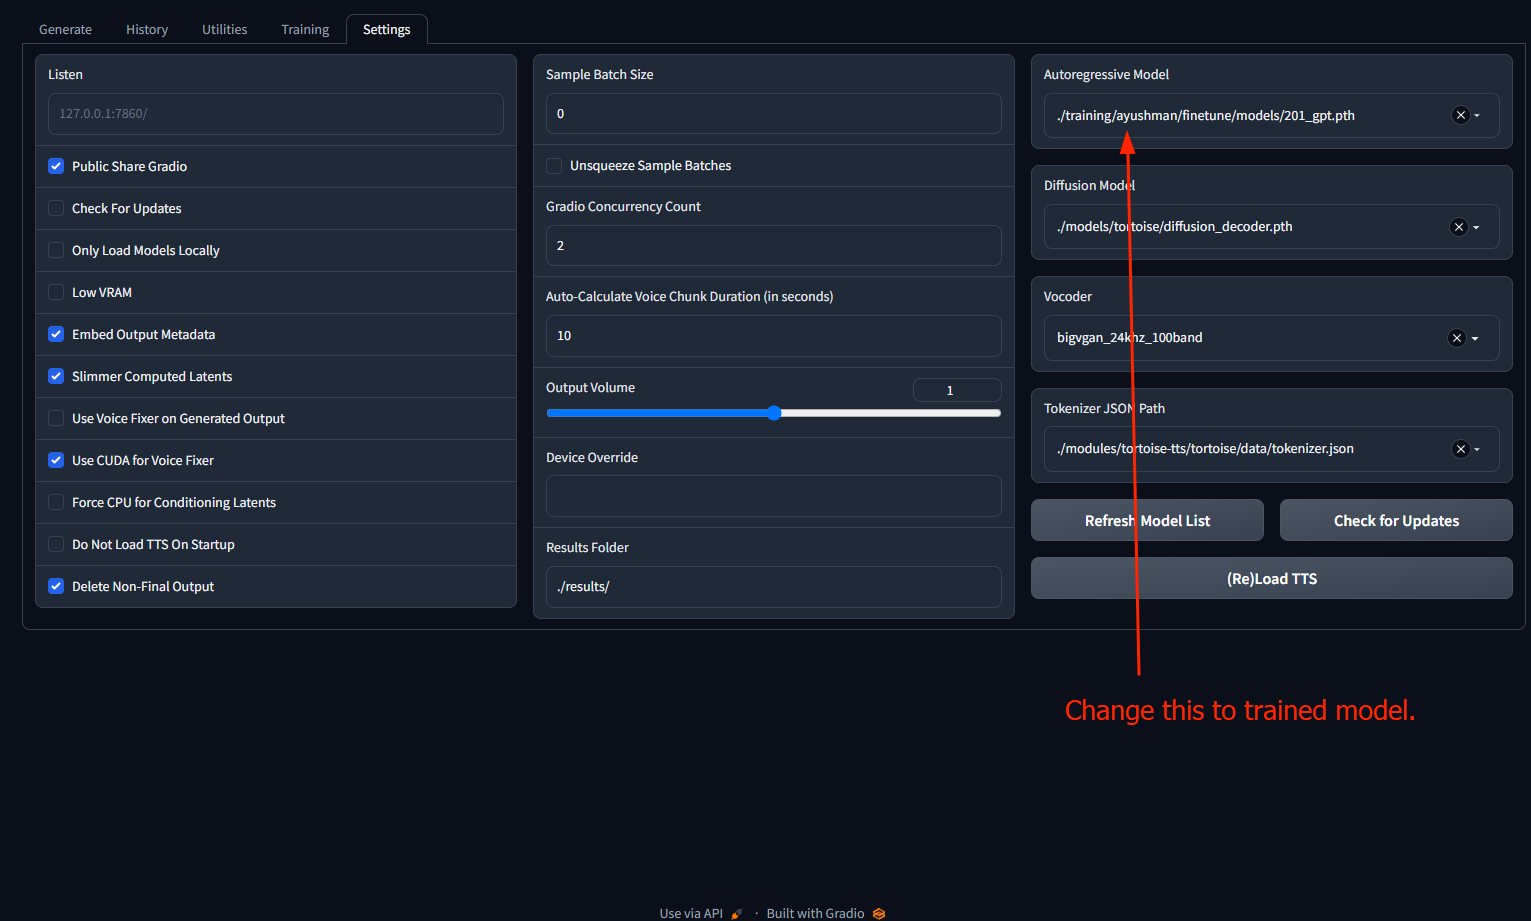 Generate
History
Utilities
Training
Settings
Listen
127.0.0.1:7860/
Public Share Gradio
Check For Updates
Only Load Models Locally
Low VRAM
Embed Output Metadata
Slimmer Computed Latents
Use Voice Fixer on Generated Output
Use CUDA for Voice Fixer
Force CPU for Conditioning Latents
Do Not Load TTS On Startup
Delete Non-Final Output
Sample Batch Size
0
Unsqueeze Sample Batches
Gradio Concurrency Count
2
Auto-Calculate Voice Chunk Duration (in seconds)
10
Output Volume
1
Device Override
Results Folder
./results/
Autoregressive Model
./training/ayushman/finetune/models/201_gpt.pth
Diffusion Model
./models/tortoise/diffusion_decoder.pth
Vocoder
bigvgan_24khz_100band
Tokenizer JSON Path
./modules/tortoise-tts/tortoise/data/tokenizer.json
Refresh Model List
Check for Updates
(Re)Load TTS
Change this to trained model.
Use via API · Built with Gradio